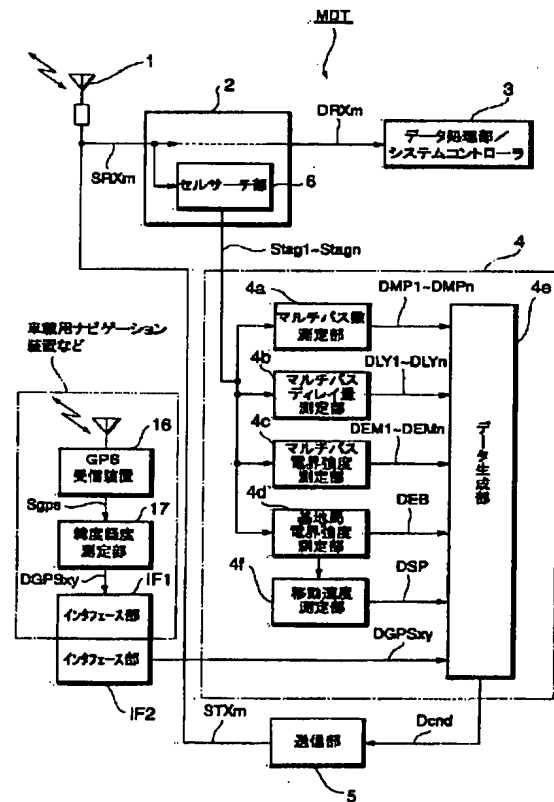 MDT
1
2
3
DRXm
データ処理部/
システムコントローラ
SRXm
セルサーチ部
6
Stag1~Stagn
4
4a
DMP1~DMPn
4e
マルチパス数
測定部
4b
DLY1~DLYn
マルチパス
ディレイ量
測定部
4c
DEM1~DEMn
マルチパス
電界強度
測定部
4d
DEB
基地局
電界強度
測定部
4f
DSP
移動速度
測定部
データ生成部
車載用ナビゲーション
装置など
16
GPS
受信装置
Sgps
17
緯度経度
測定部
DGPSxy
IF1
インタフェース部
インタフェース部
IF2
DGPSxy
STXm
Dcnd
送信部
5